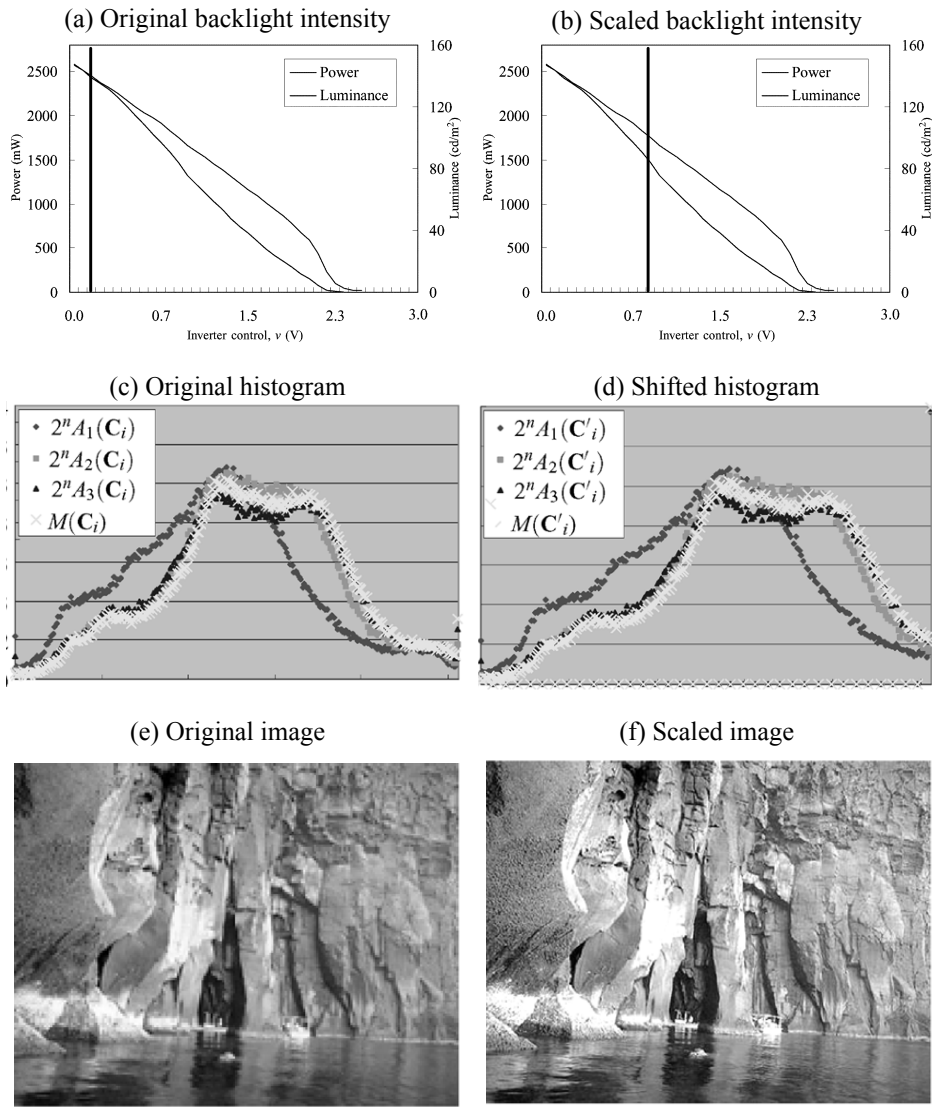 (a) Original backlight intensity
2500
2000
1500
1000
500
0
Power (mW)
Power
Luminance
160
120
80
40
0
Luminance (cd/m²)
0.0 0.7 1.5 2.3 3.0
Inverter control, v (V)
(b) Scaled backlight intensity
2500
2000
1500
1000
500
0
Power (mW)
Power
Luminance
160
120
80
40
0
Luminance (cd/m²)
0.0 0.7 1.5 2.3 3.0
Inverter control, v (V)
(c) Original histogram
2ⁿA₁(Cᵢ)
2ⁿA₂(Cᵢ)
2ⁿA₃(Cᵢ)
M(Cᵢ)
(d) Shifted histogram
2ⁿA₁(C'ᵢ)
2ⁿA₂(C'ᵢ)
2ⁿA₃(C'ᵢ)
M(C'ᵢ)
(e) Original image
(f) Scaled image